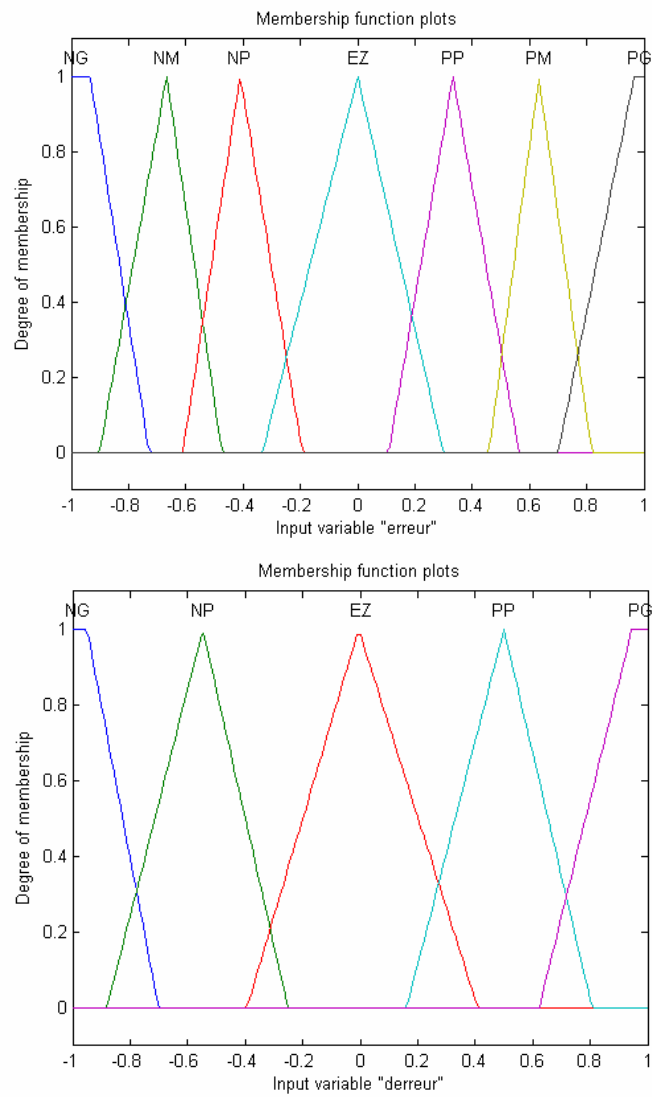 Membership function plots
NG NM NP EZ PP PM PG
1
0.8
0.6
0.4
0.2
0
Degree of membership
-1 -0.8 -0.6 -0.4 -0.2 0 0.2 0.4 0.6 0.8 1
Input variable "erreur"
Membership function plots
NG NP EZ PP PG
1
0.8
0.6
0.4
0.2
0
Degree of membership
-1 -0.8 -0.6 -0.4 -0.2 0 0.2 0.4 0.6 0.8 1
Input variable "derreur"